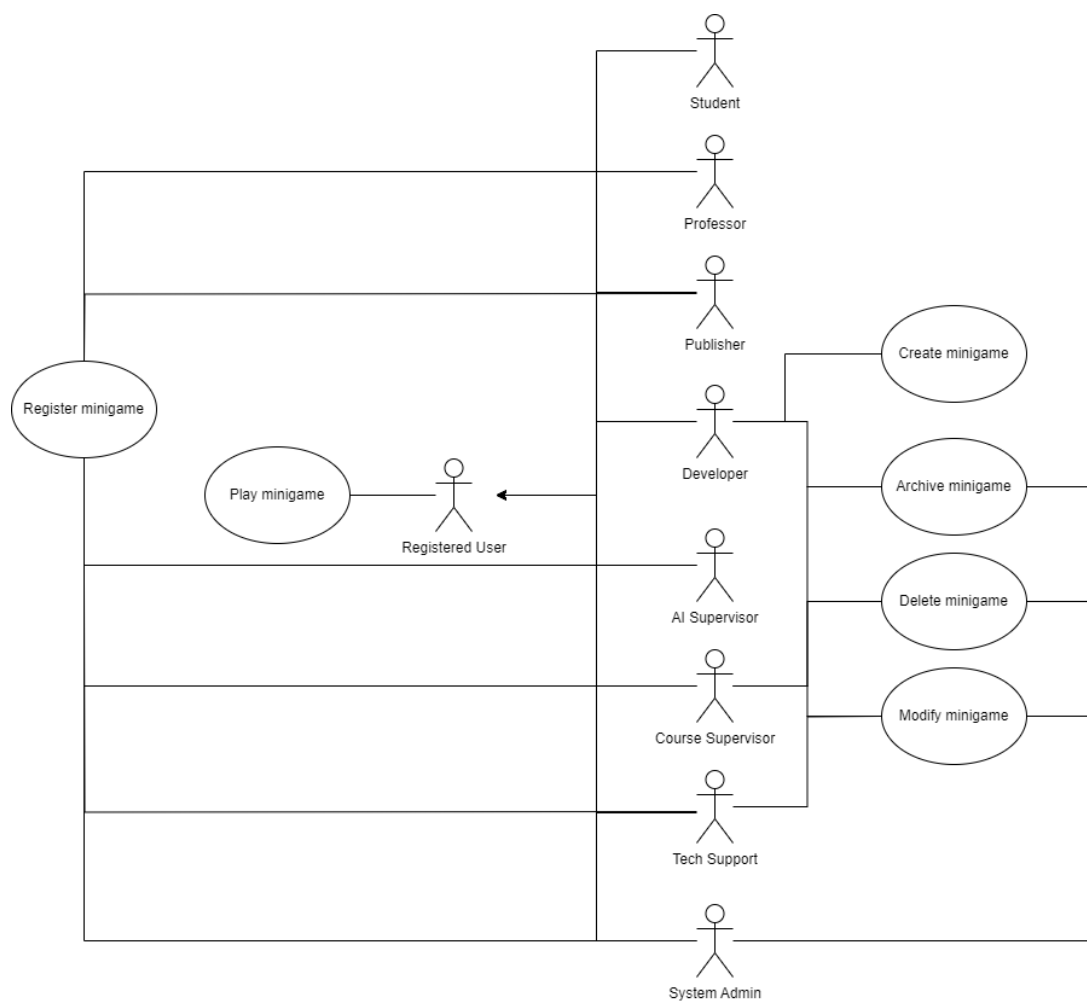 Student
Professor
Publisher
Create minigame
Register minigame
Developer
Archive minigame
Play minigame
Registered User
Delete minigame
AI Supervisor
Modify minigame
Course Supervisor
Tech Support
System Admin